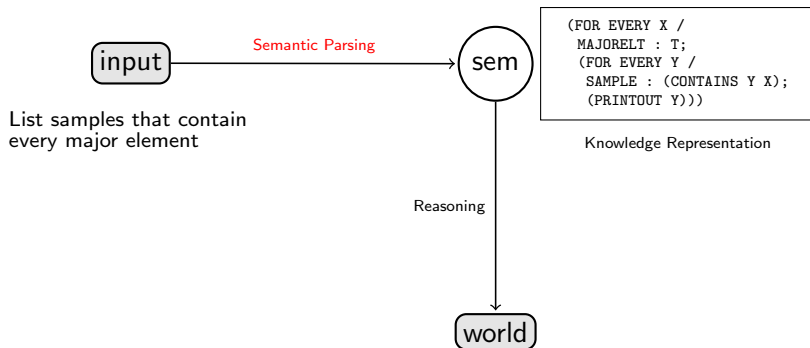 Semantic Parsing
input
sem
(FOR EVERY X /
MAJORELT : T;
(FOR EVERY Y /
SAMPLE : (CONTAINS Y X);
(PRINTOUT Y)))
List samples that contain
every major element
Knowledge Representation
Reasoning
world